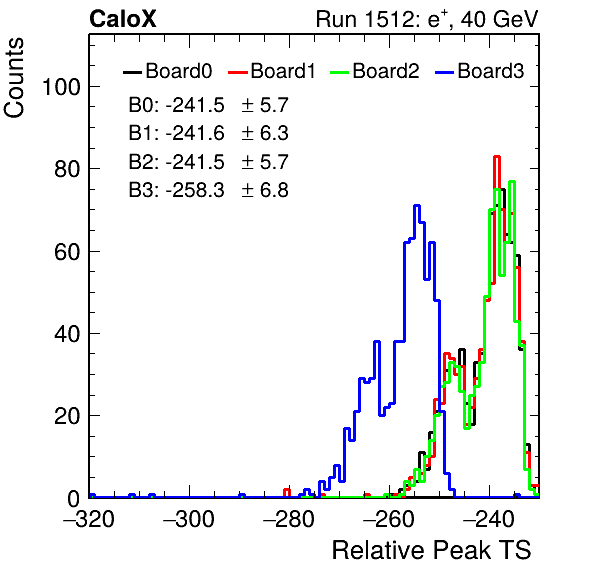 CaloX Run 1512: e⁺, 40 GeV
Counts
Board0 Board1 Board2 Board3
B0: -241.5 ± 5.7
B1: -241.6 ± 6.3
B2: -241.5 ± 5.7
B3: -258.3 ± 6.8
100
80
60
40
20
0
−320 −300 −280 −260 −240
Relative Peak TS